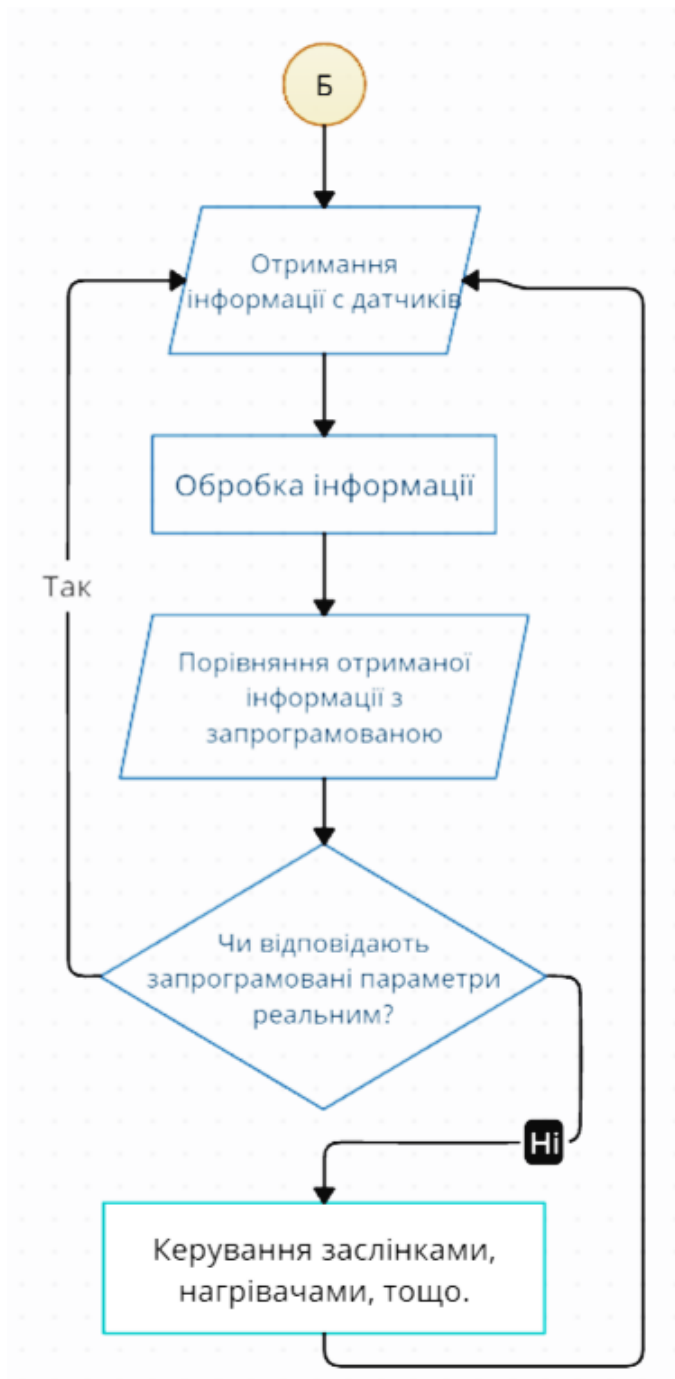 Б
Отримання
інформації с датчиків
Обробка інформації
Так
Порівняння отриманої
інформації з
запрограмованою
Чи відповідають
запрограмовані параметри
реальним?
Ні
Керування заслінками,
нагрівачами, тощо.